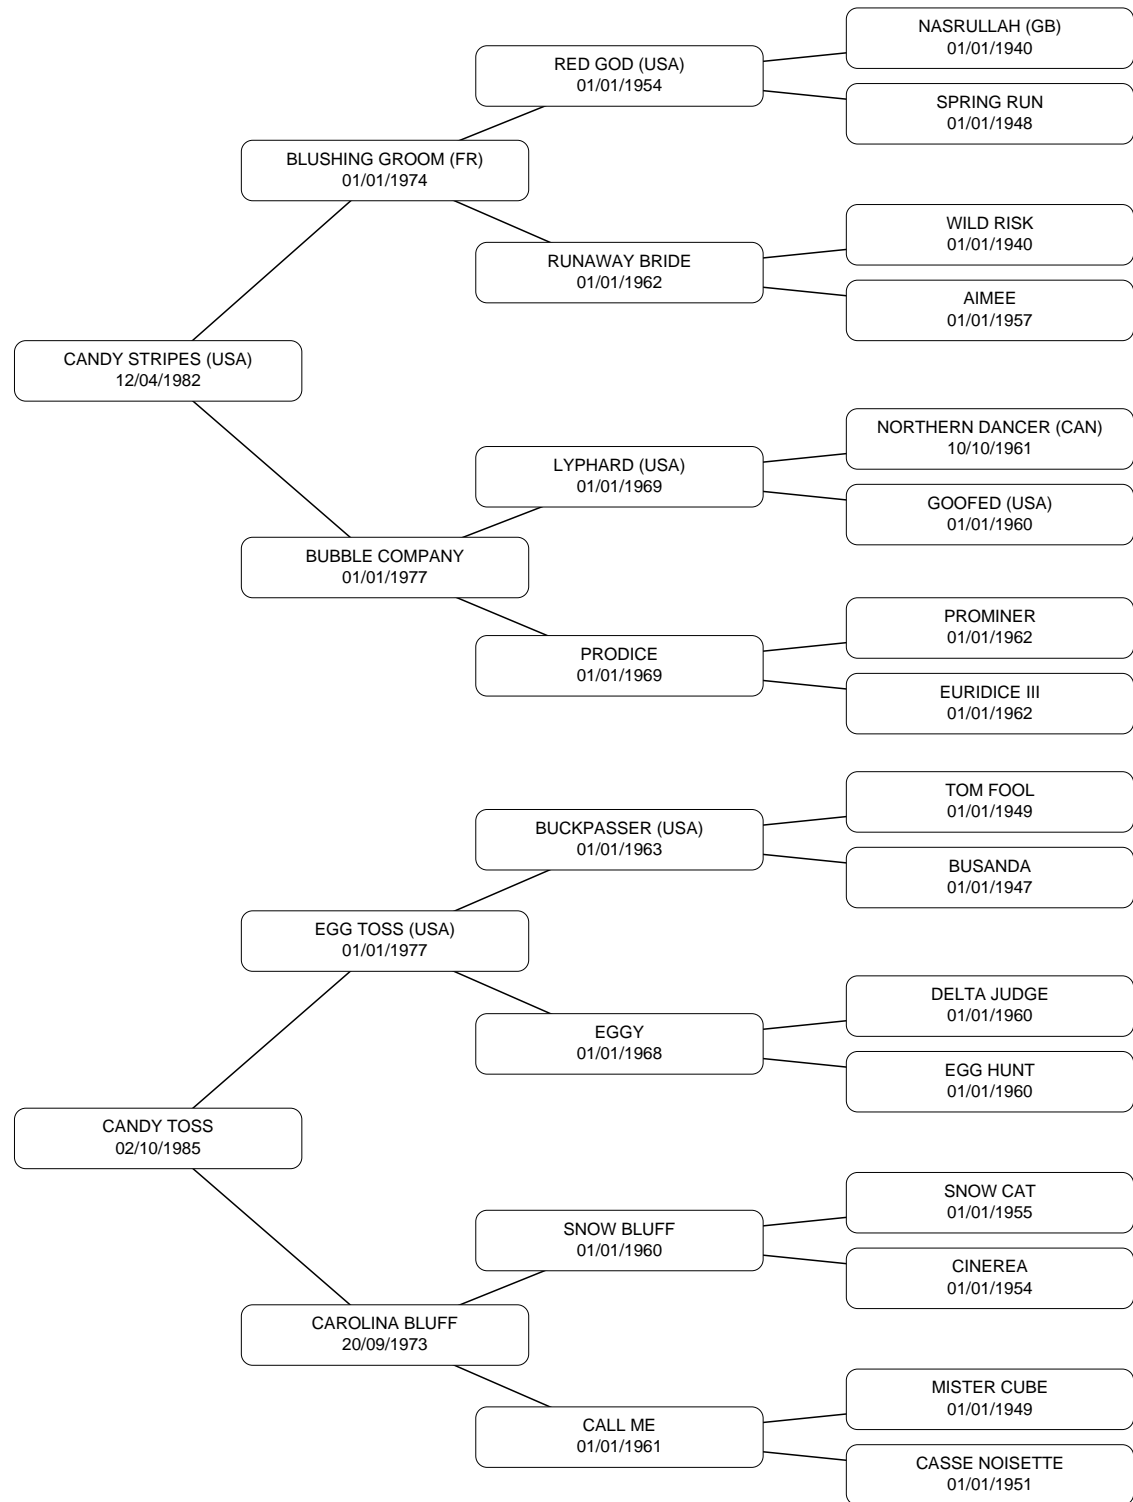 NASRULLAH (GB)
01/01/1940
RED GOD (USA)
01/01/1954
SPRING RUN
01/01/1948
BLUSHING GROOM (FR)
01/01/1974
WILD RISK
01/01/1940
RUNAWAY BRIDE
01/01/1962
AIMEE
01/01/1957
CANDY STRIPES (USA)
12/04/1982
NORTHERN DANCER (CAN)
10/10/1961
LYPHARD (USA)
01/01/1969
GOOFED (USA)
01/01/1960
BUBBLE COMPANY
01/01/1977
PROMINER
01/01/1962
PRODICE
01/01/1969
EURIDICE III
01/01/1962
TOM FOOL
01/01/1949
BUCKPASSER (USA)
01/01/1963
BUSANDA
01/01/1947
EGG TOSS (USA)
01/01/1977
DELTA JUDGE
01/01/1960
EGGY
01/01/1968
EGG HUNT
01/01/1960
CANDY TOSS
02/10/1985
SNOW CAT
01/01/1955
SNOW BLUFF
01/01/1960
CINEREA
01/01/1954
CAROLINA BLUFF
20/09/1973
MISTER CUBE
01/01/1949
CALL ME
01/01/1961
CASSE NOISETTE
01/01/1951